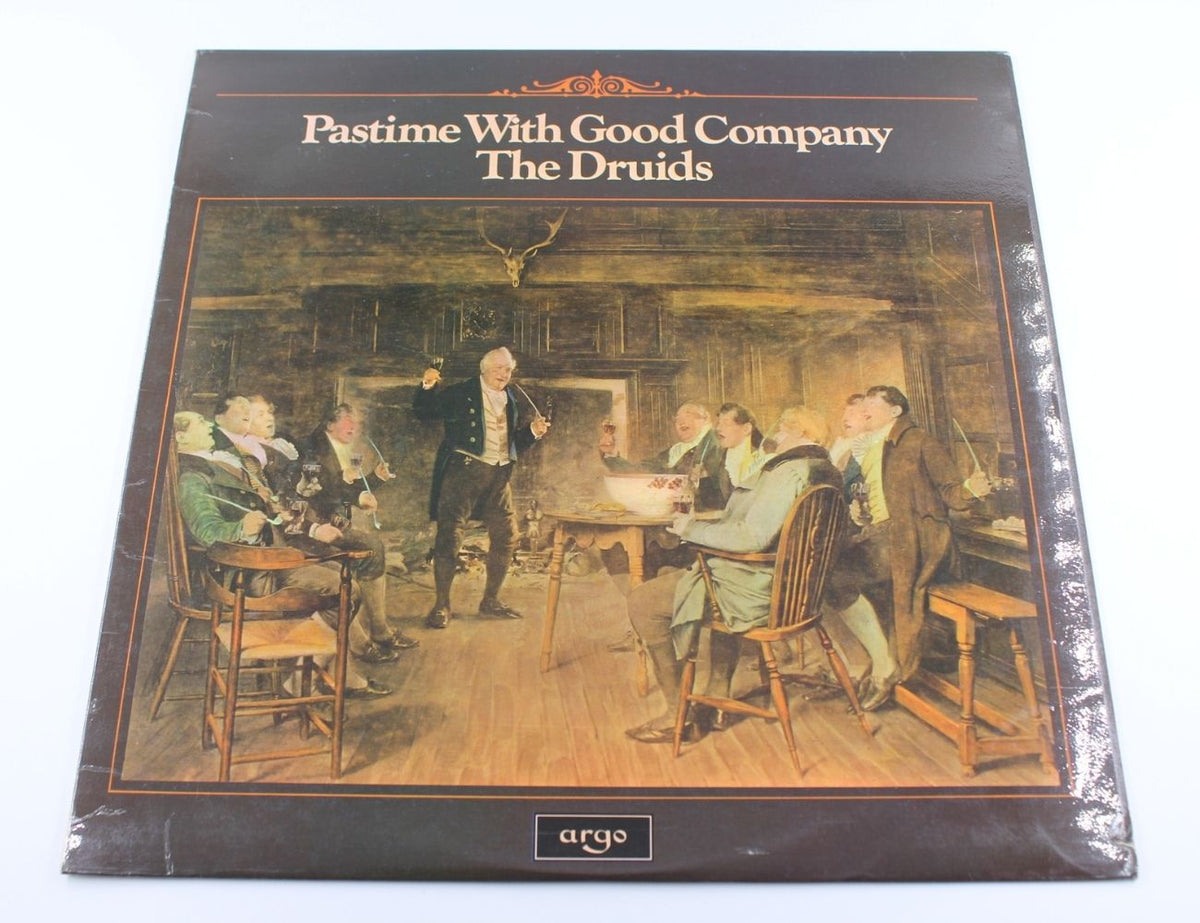 Pastime With Good Company
The Druids
argo